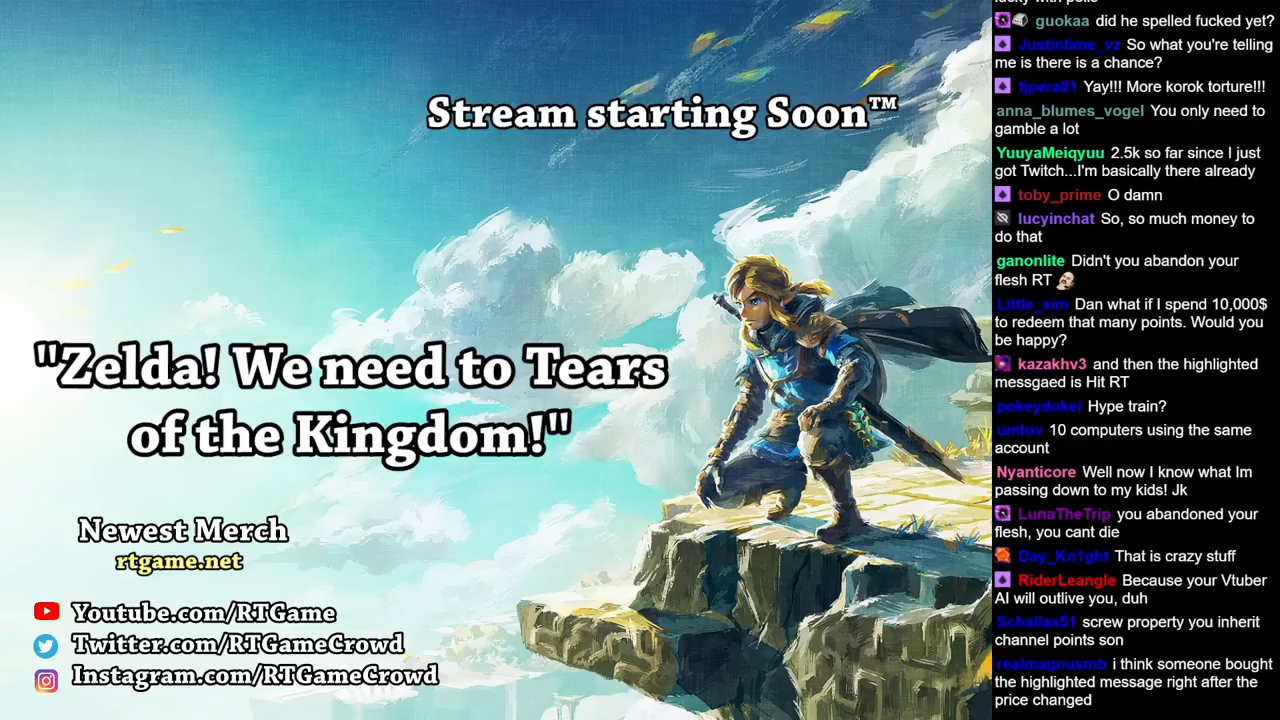 Stream starting Soon™
"Zelda! We need to Tears
of the Kingdom!"
Newest Merch
rtgame.net
Youtube.com/RTGame
Twitter.com/RTGameCrowd
Instagram.com/RTGameCrowd
lucky with polls
guokaa did he spelled fucked yet?
Justintime_vz So what you're telling
me is there is a chance?
tjpera01 Yay!!! More korok torture!!!
anna_blumes_vogel You only need to
gamble a lot
YuuyaMeiqyuu 2.5k so far since I just
got Twitch...I'm basically there already
toby_prime O damn
lucyinchat So, so much money to
do that
ganonlite Didn't you abandon your
flesh RT
Little_xim Dan what if I spend 10,000$
to redeem that many points. Would you
be happy?
kazakhv3 and then the highlighted
messgaed is Hit RT
pokeydokei Hype train?
umtov 10 computers using the same
account
Nyanticore Well now I know what Im
passing down to my kids! Jk
LunaTheTrip you abandoned your
flesh, you cant die
Day_Kn1ght That is crazy stuff
RiderLeangle Because your Vtuber
AI will outlive you, duh
Schallas51 screw property you inherit
channel points son
realmagnusmb i think someone bought
the highlighted message right after the
price changed